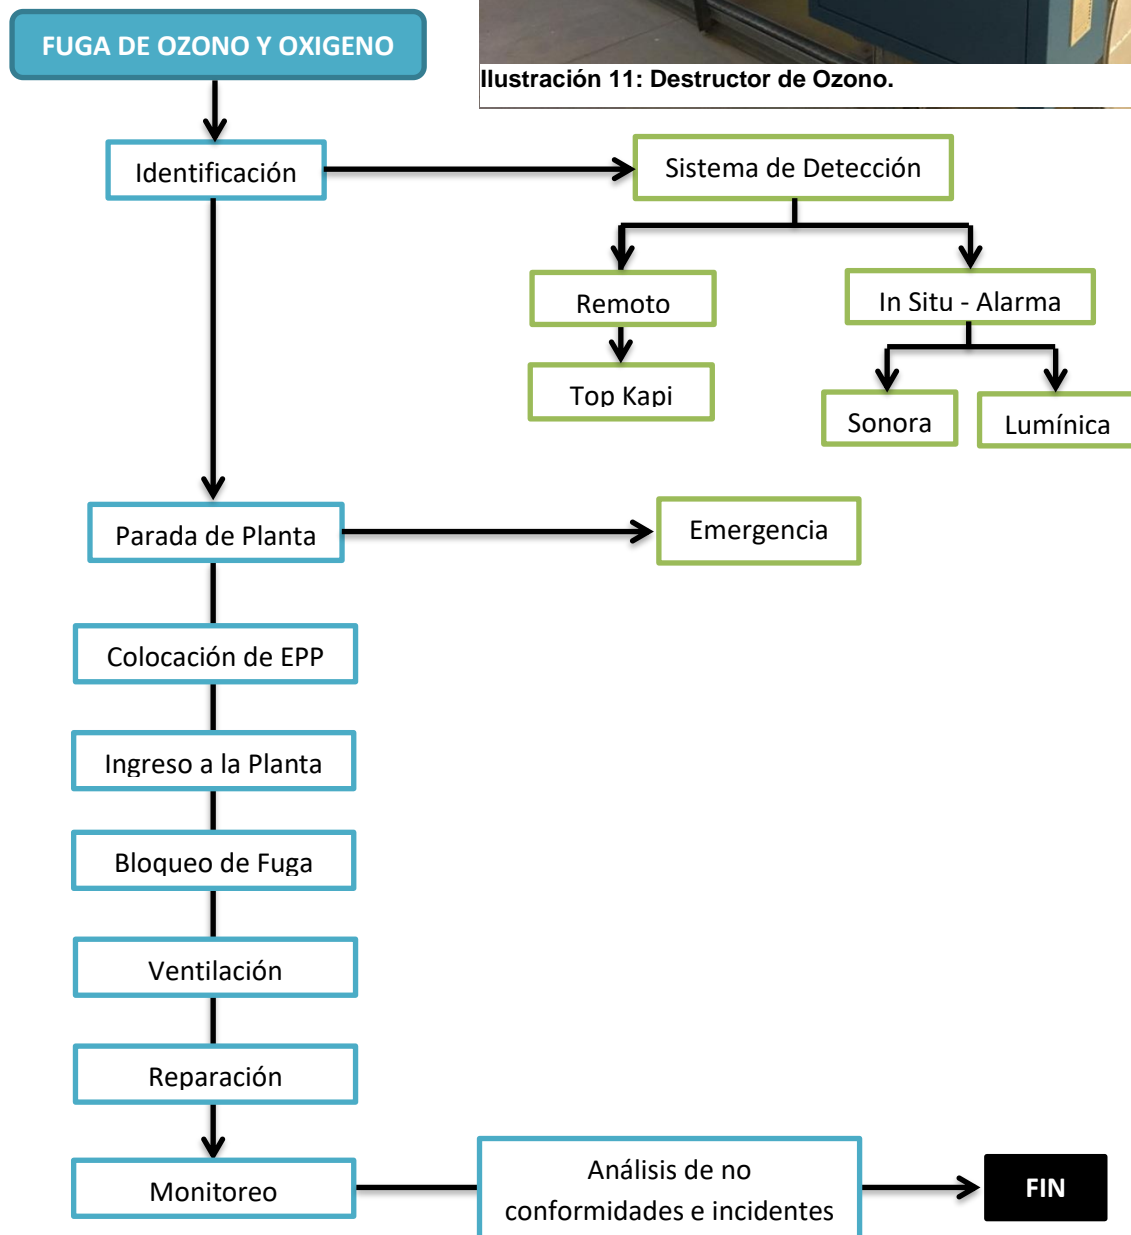 FUGA DE OZONO Y OXIGENO
Ilustración 11: Destructor de Ozono.
Identificación
Sistema de Detección
Remoto
In Situ - Alarma
Top Kapi
Sonora
Lumínica
Parada de Planta
Emergencia
Colocación de EPP
Ingreso a la Planta
Bloqueo de Fuga
Ventilación
Reparación
Monitoreo
Análisis de no
conformidades e incidentes
FIN